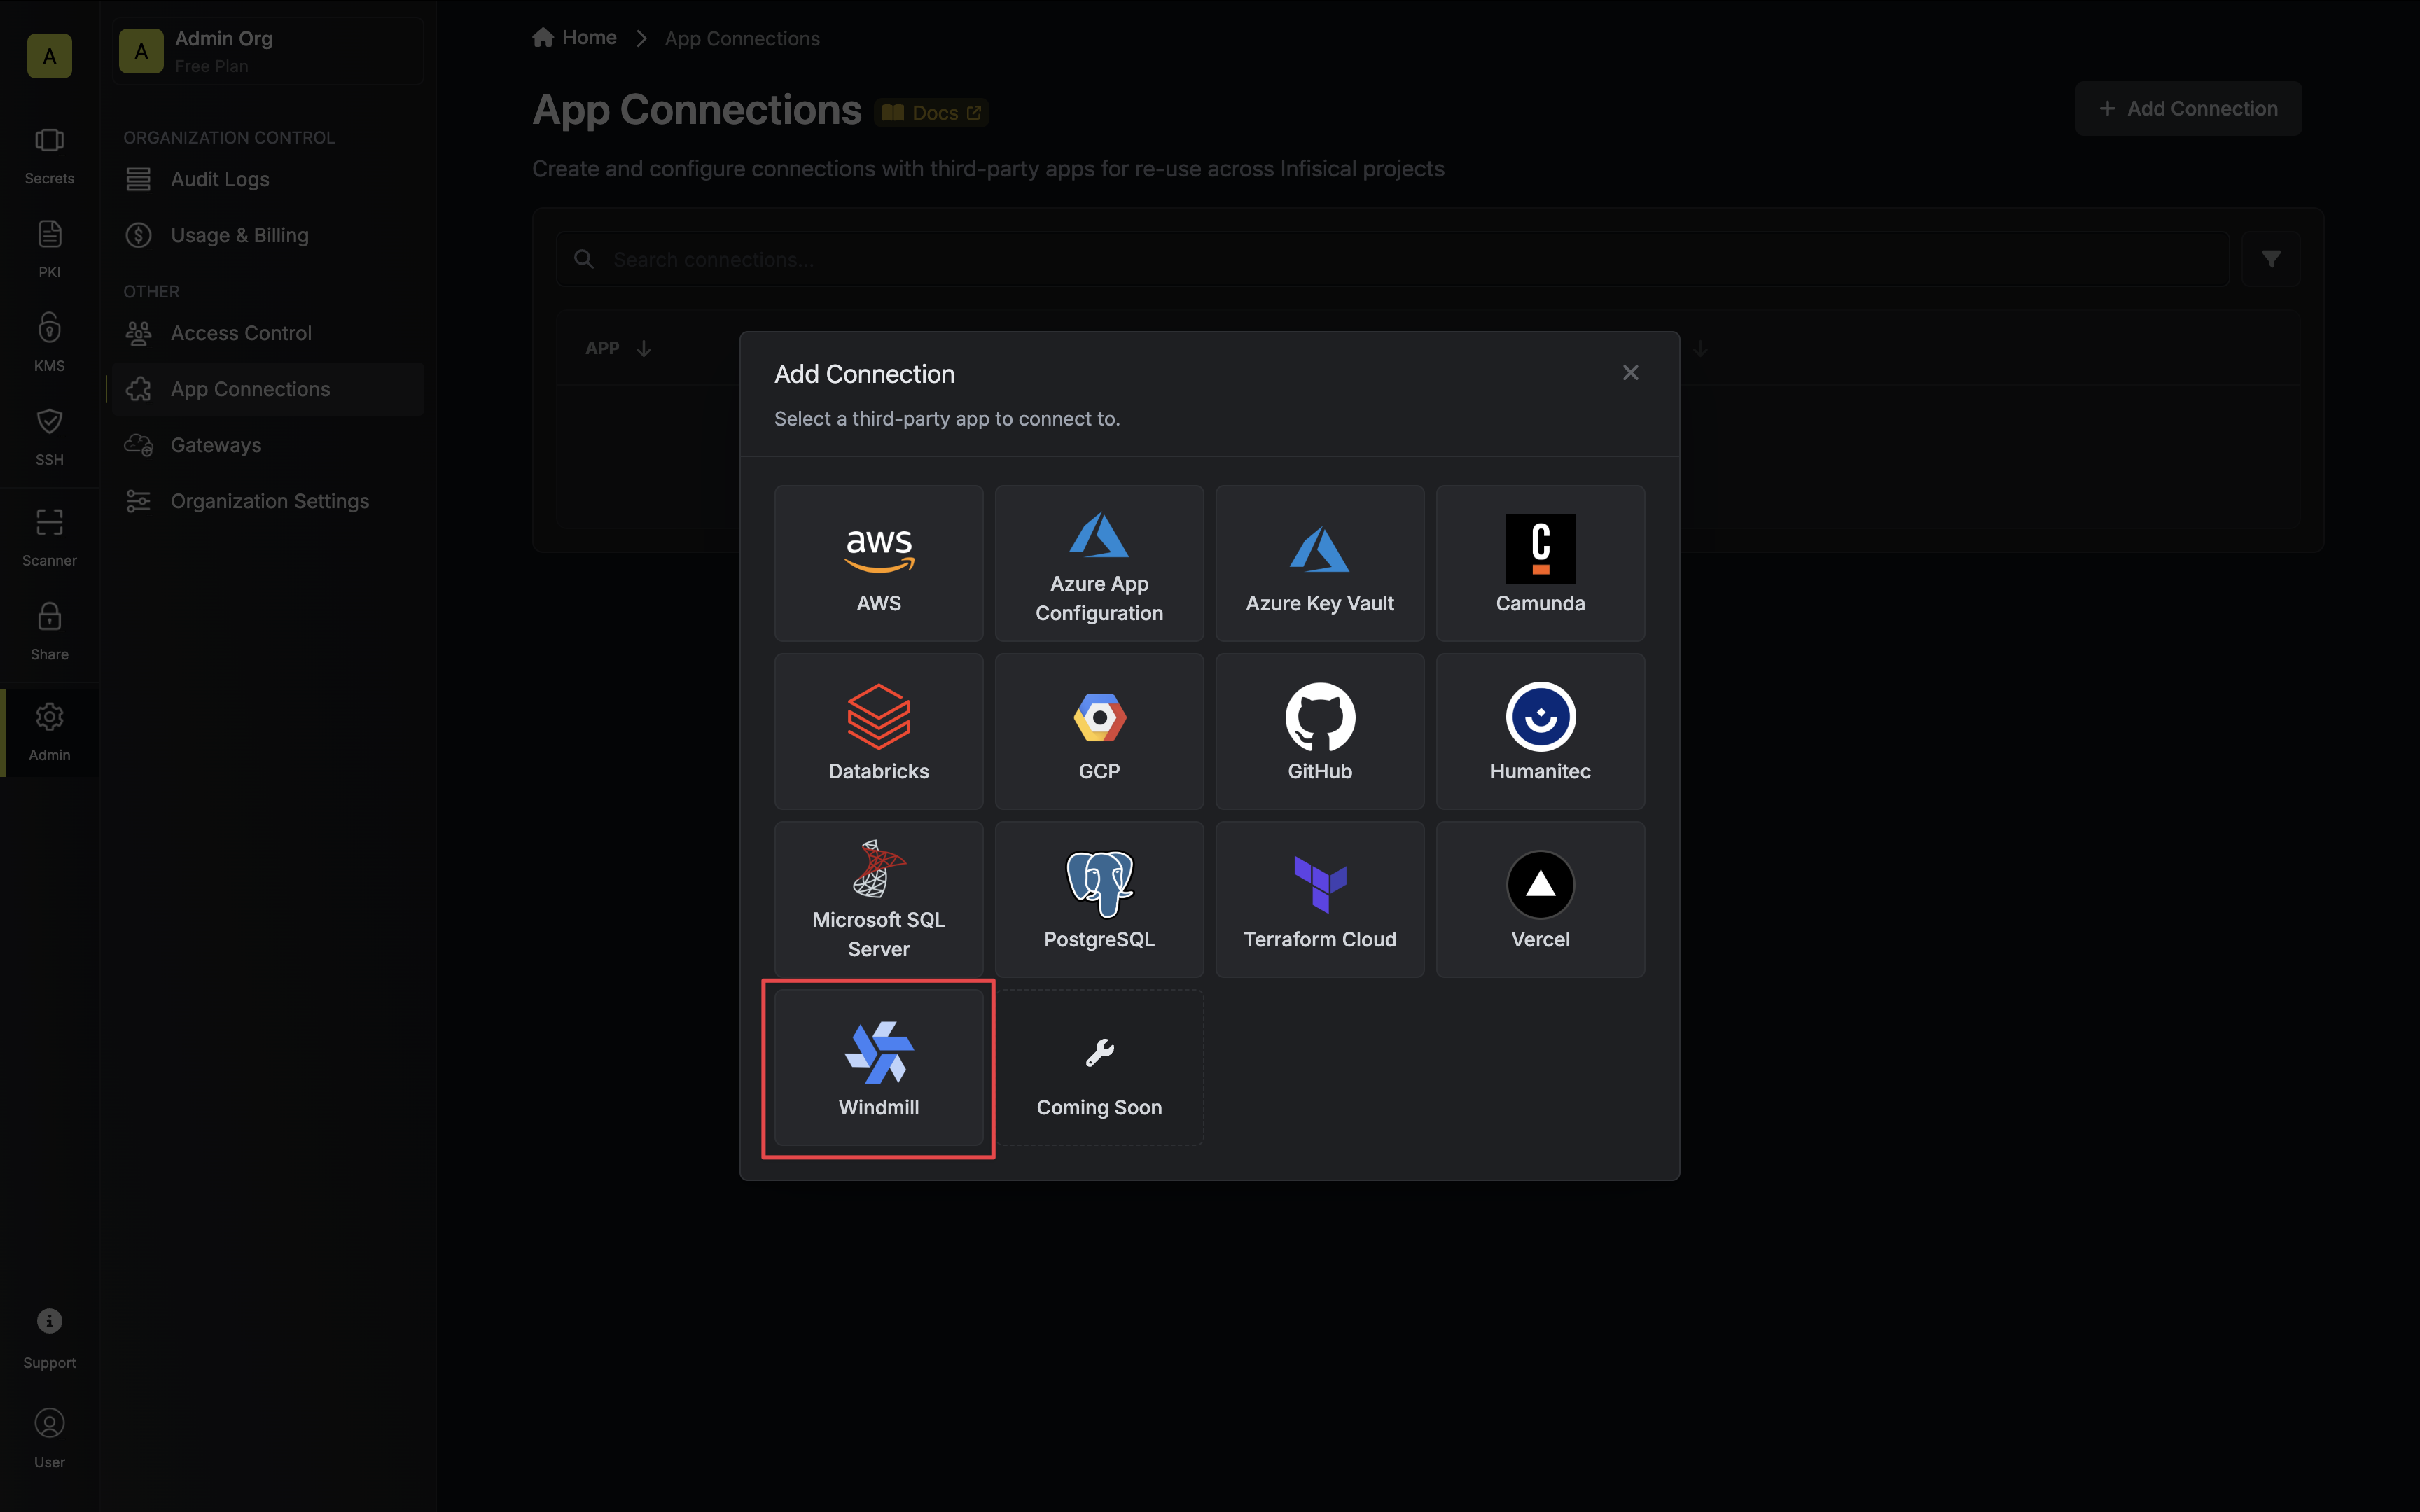 A
Secrets
PKI
KMS
SSH
Scanner
Share
Admin
Support
User
A
Admin Org
Free Plan
ORGANIZATION CONTROL
Audit Logs
Usage & Billing
OTHER
Access Control
App Connections
Gateways
Organization Settings
Home
App Connections
App Connections
Docs
Add Connection
Create and configure connections with third-party apps for re-use across Infisical projects
Search connections...
APP
Add Connection
Select a third-party app to connect to.
aws
AWS
Azure App
Configuration
Azure Key Vault
C
Camunda
Databricks
GCP
GitHub
Humanitec
Microsoft SQL
Server
PostgreSQL
Terraform Cloud
Vercel
Windmill
Coming Soon